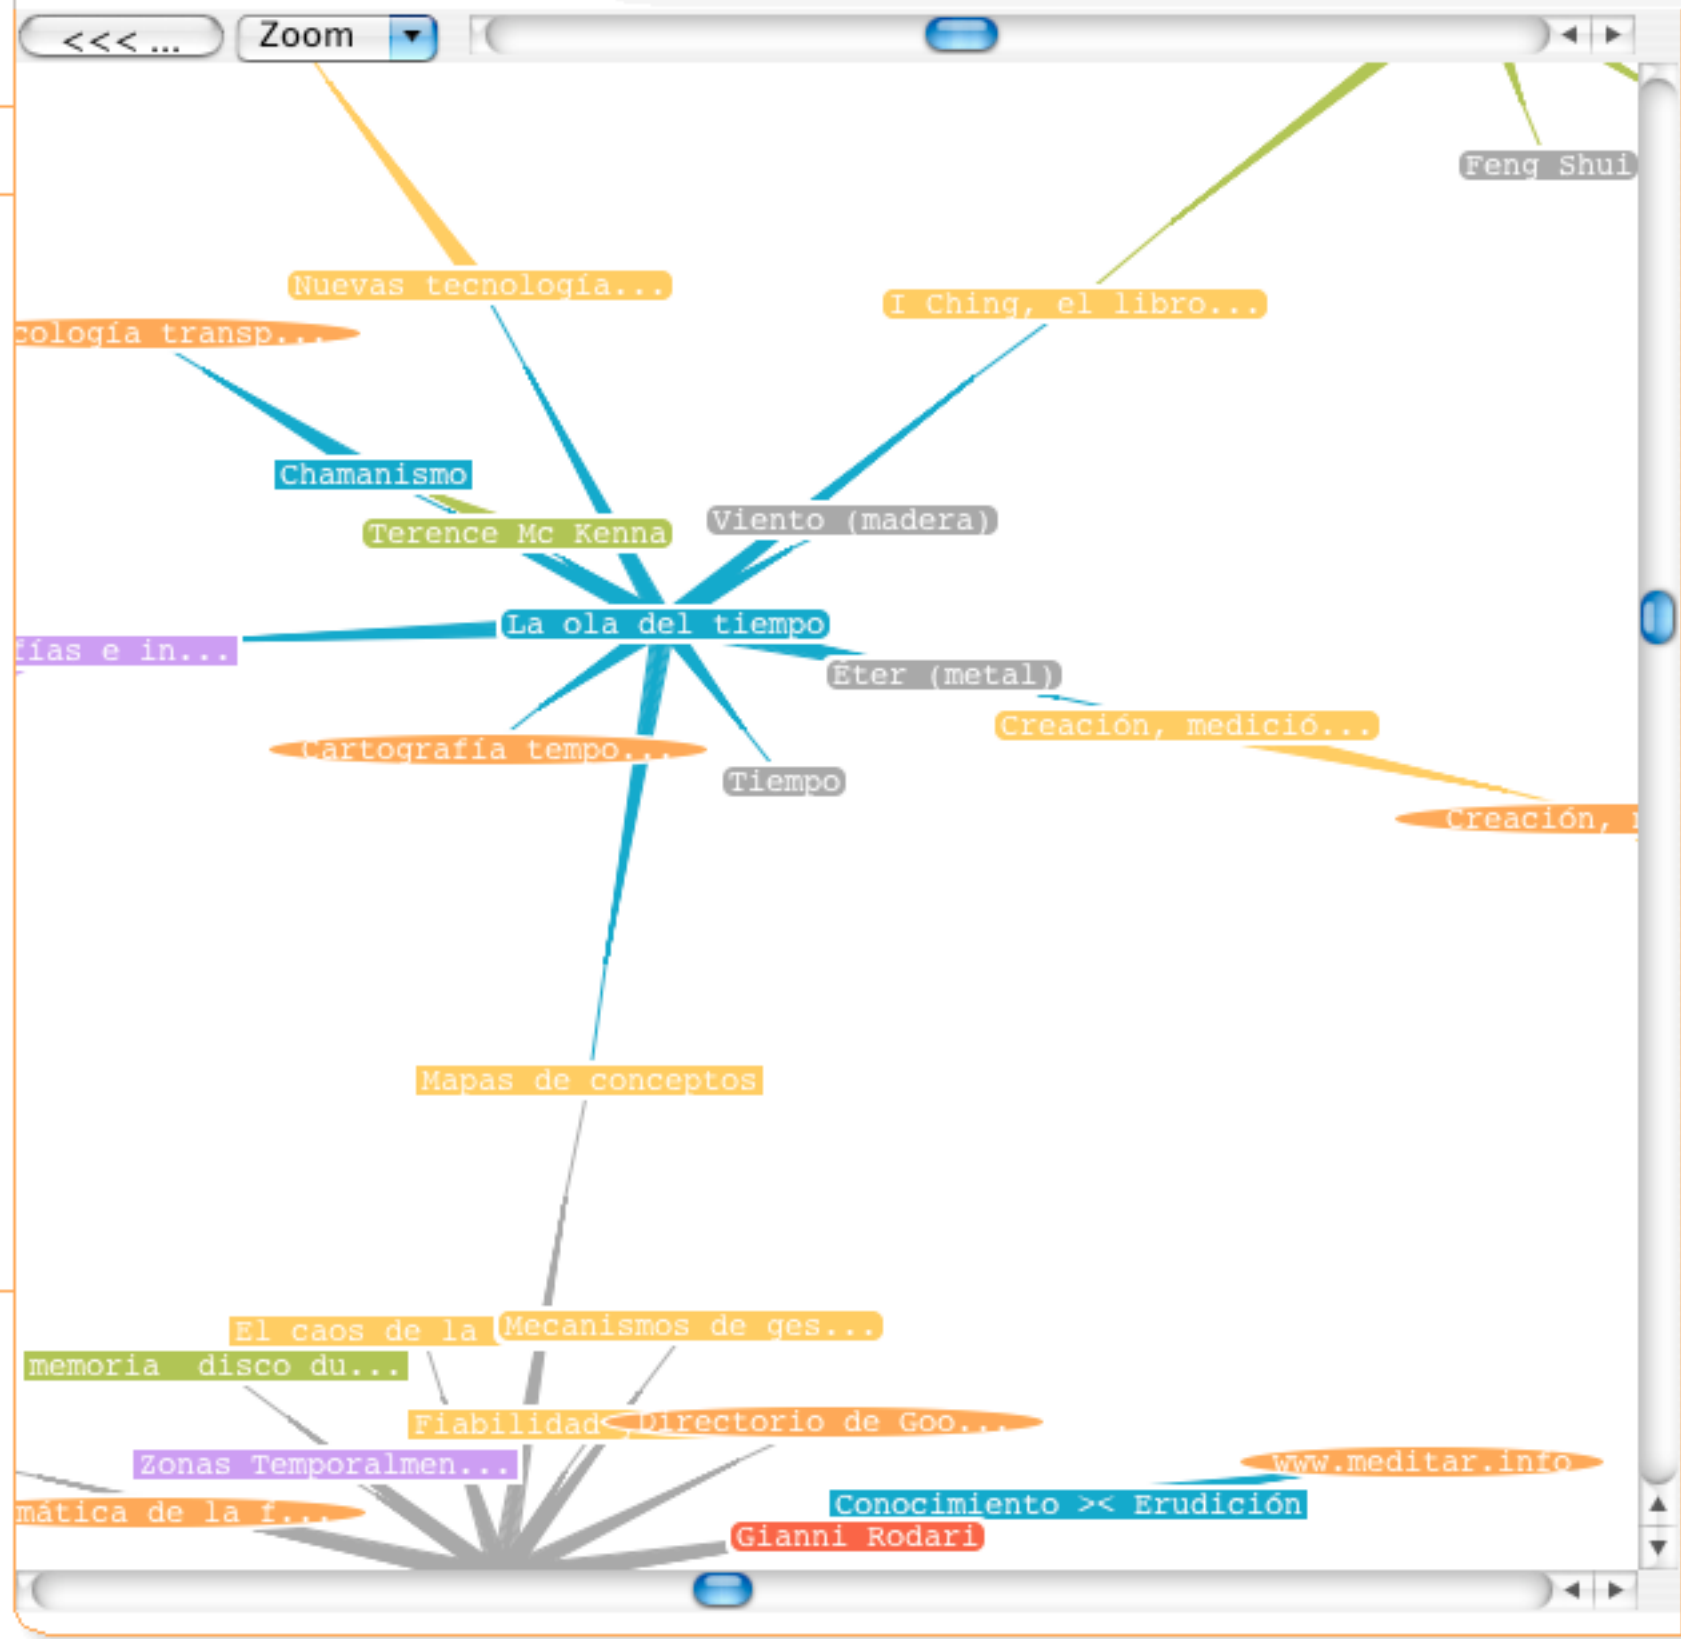 <<< ...
Zoom
Feng Shui
Nuevas tecnología...
I Ching, el libro...
cología transp...
Chamanismo
Viento (madera)
Terence Mc Kenna
La ola del tiempo
fías e in...
Éter (metal)
Creación, medició...
Cartografía tempo...
Tiempo
Creación,
Mapas de conceptos
El caos de la
Mecanismos de ges...
memoria  disco du...
Fiabilidad
Directorio de Goo...
Zonas Temporalmen...
www.meditar.info
Conocimiento >< Erudición
mática de la f...
Gianni Rodari